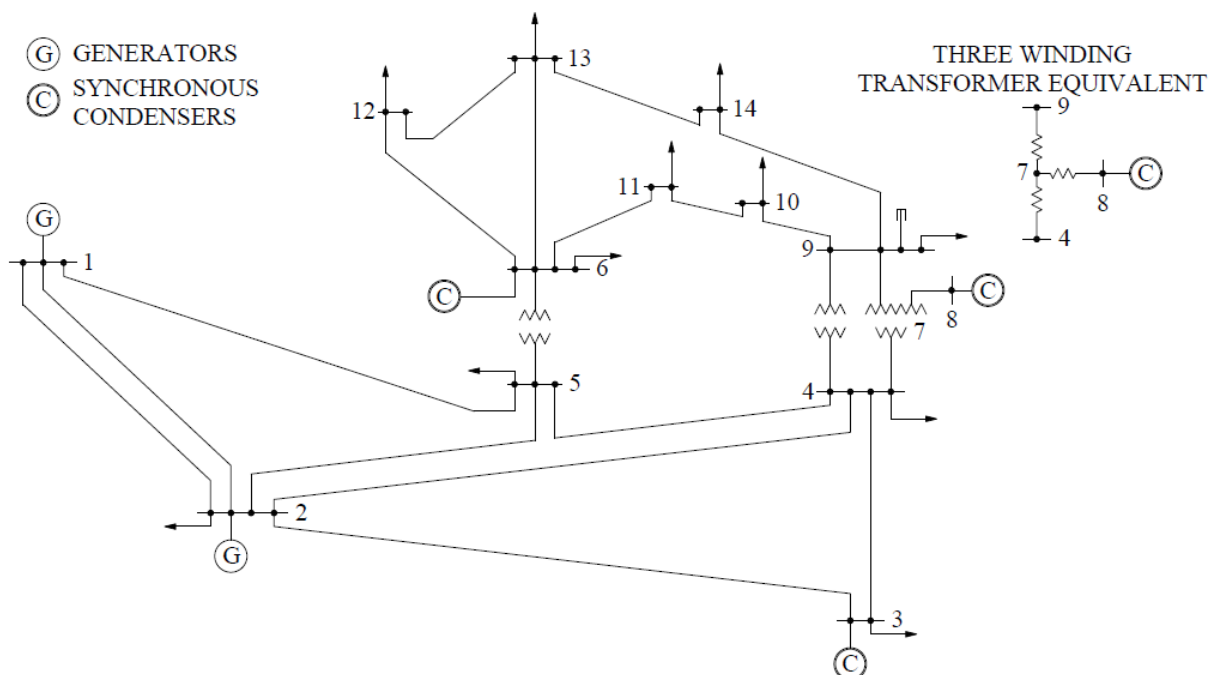 G GENERATORS
C SYNCHRONOUS
CONDENSERS
THREE WINDING
TRANSFORMER EQUIVALENT
9
7
C
8
4
13
12
14
11
10
G
1
9
6
C
C
8
7
5
4
2
G
3
C